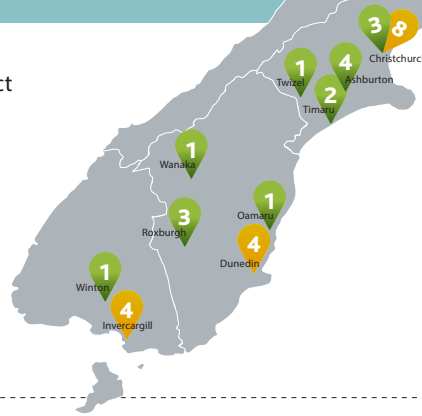 3
8
Christchurc
ct
1
Twizel
4
Ashburton
2
Timaru
1
Wanaka
3
Roxburgh
1
Oamaru
4
Dunedin
1
Winton
4
Invercargill